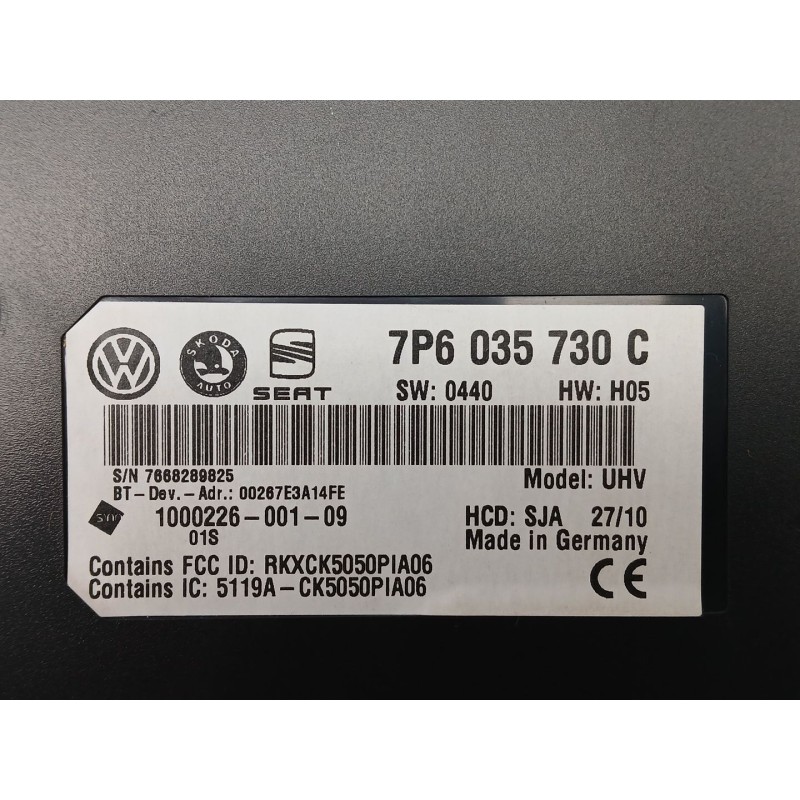 SKODA
AUTO
SEAT
7P6 035 730 C
SW: 0440 HW: H05
S/N 7668289825
Model: UHV
BT-Dev.-Adr.: 00267E3A14FE
1000226-001-09
HCD: SJA 27/10
01S
Made in Germany
Contains FCC ID: RKXCK5050PIA06
Contains IC: 5119A-CK5050PIA06
CE